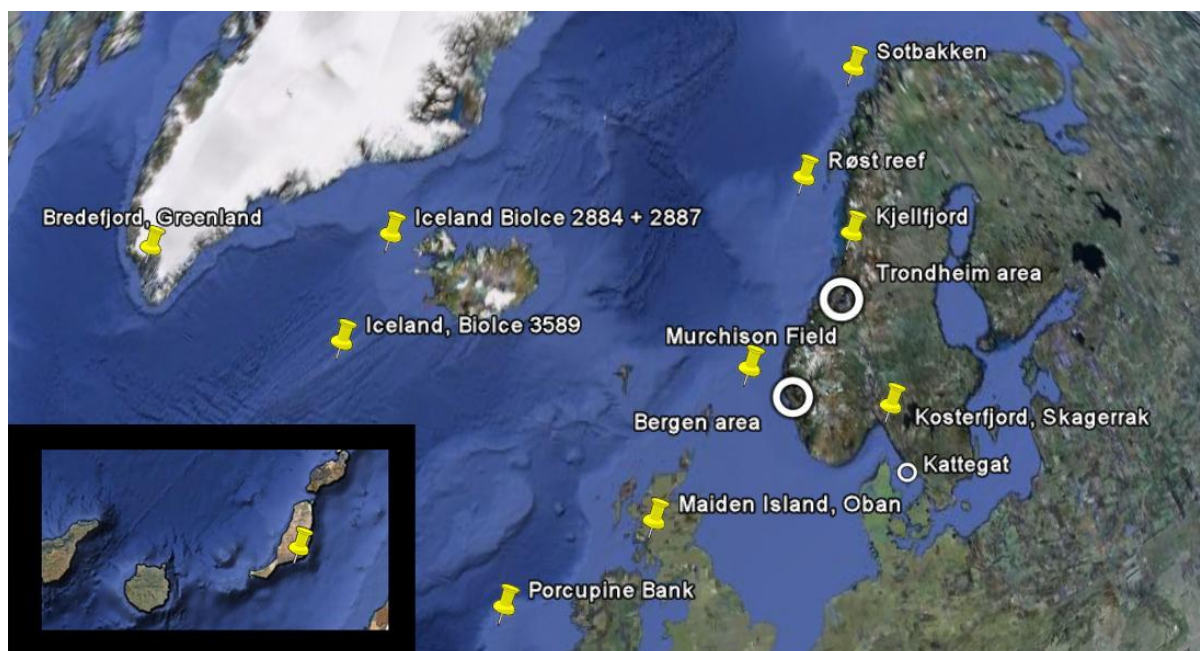 Sotbakken
Røst reef
Bredefjord, Greenland
Iceland BioIce 2884 + 2887
Kjellfjord
Trondheim area
Iceland, BioIce 3589
Murchison Field
Bergen area
Kosterfjord, Skagerrak
Kattegat
Maiden Island, Oban
Porcupine Bank